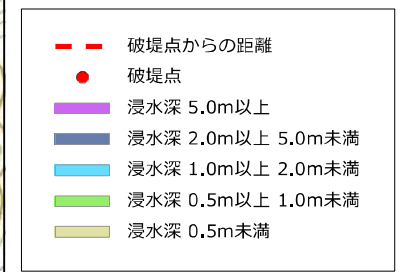 破堤点からの距離
破堤点
浸水深 5.0m以上
浸水深 2.0m以上 5.0m未満
浸水深 1.0m以上 2.0m未満
浸水深 0.5m以上 1.0m未満
浸水深 0.5m未満